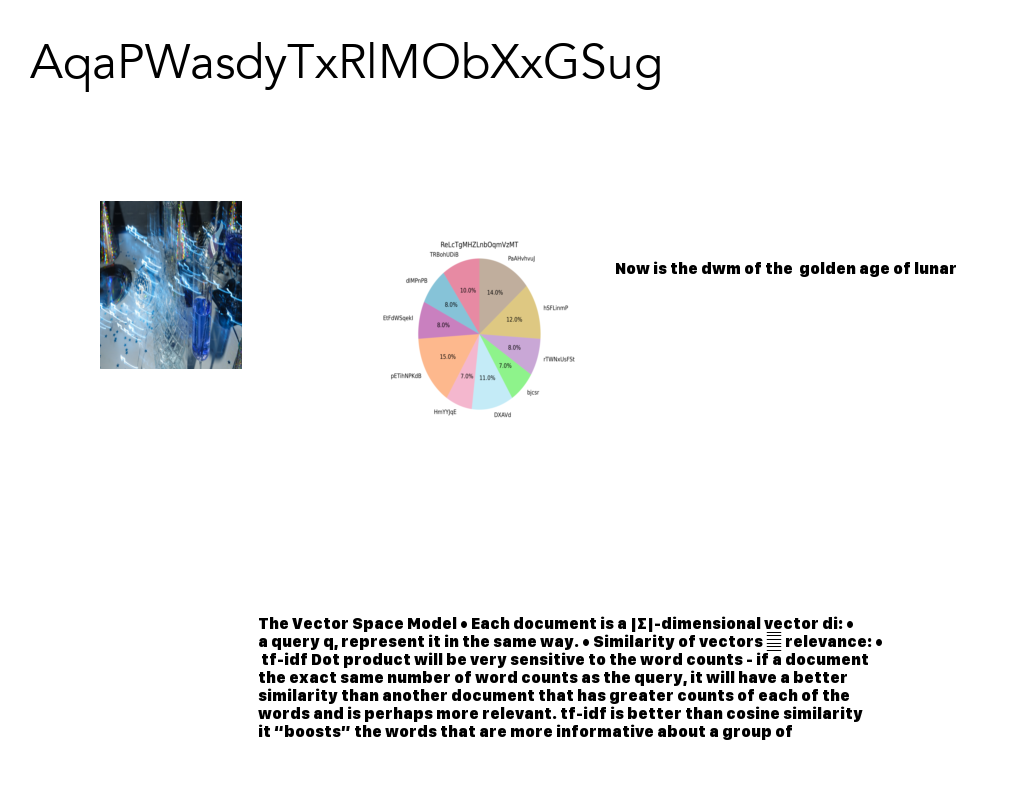 AqaPWasdyTxRlMObXxGSug
ReLcTgMHZLnbOqmVzMT
TRBohUDiB
PaAHvhvuJ
dIMPnPB
hSFLinmP
EtFdWSqekI
rTWNxUsFSt
pETihNPKdB
bjcsr
HmYYJqE
DXAVd
10.0%
14.0%
8.0%
12.0%
8.0%
8.0%
15.0%
7.0%
7.0%
11.0%
Now is the dwm of the  golden age of lunar
The Vector Space Model • Each document is a |Σ|-dimensional vector di: •
a query q, represent it in the same way. • Similarity of vectors relevance: •
tf-idf Dot product will be very sensitive to the word counts - if a document
the exact same number of word counts as the query, it will have a better
similarity than another document that has greater counts of each of the
words and is perhaps more relevant. tf-idf is better than cosine similarity
it “boosts” the words that are more informative about a group of